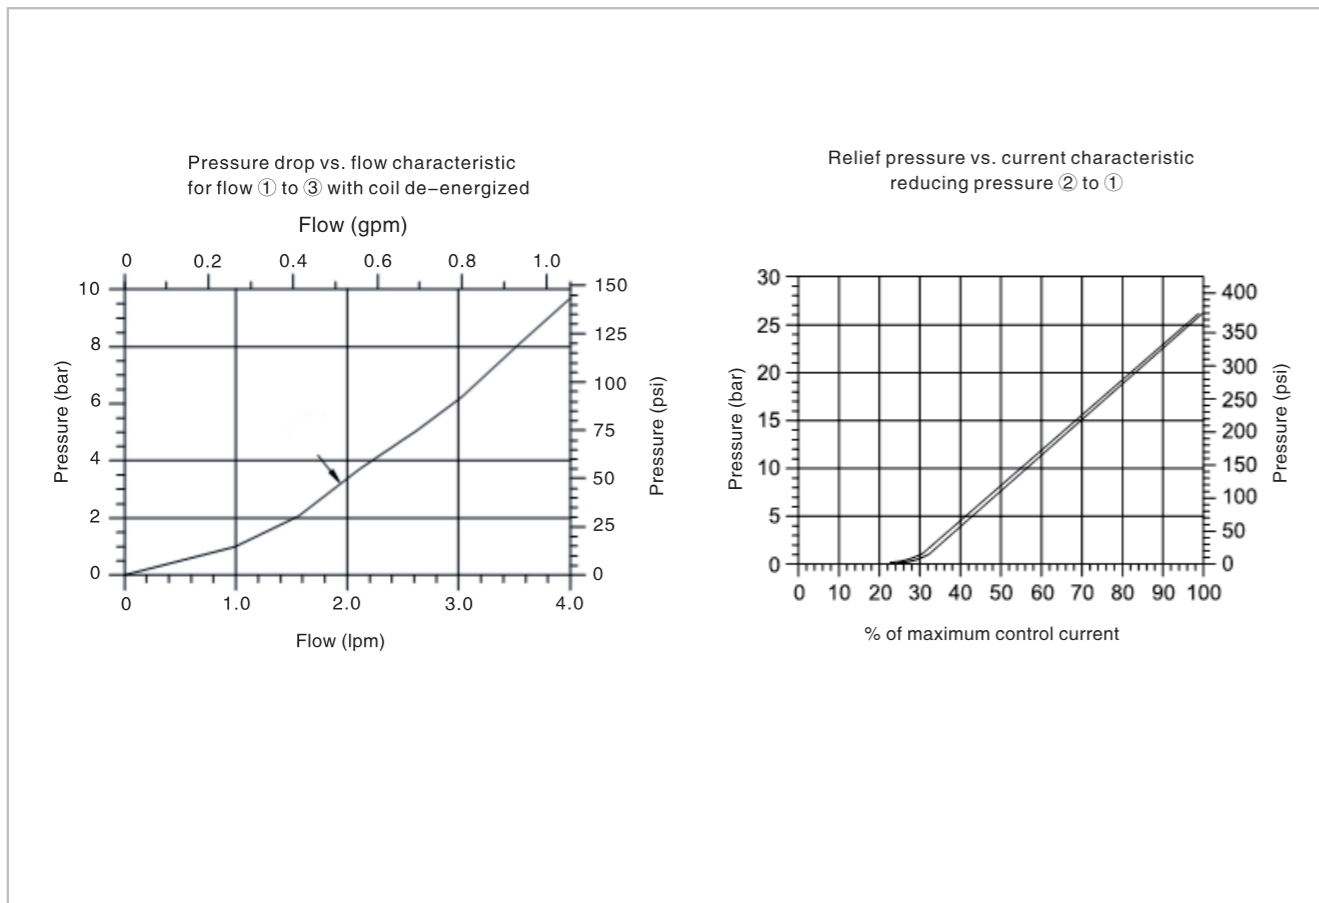 Pressure drop vs. flow characteristic
for flow ① to ③ with coil de–energized
Flow (gpm)
0 0.2 0.4 0.6 0.8 1.0
10
8
6
4
2
0
Pressure (bar)
150
125
100
75
50
25
0
Pressure (psi)
0 1.0 2.0 3.0 4.0
Flow (lpm)
Relief pressure vs. current characteristic
reducing pressure ② to ①
30
25
20
15
10
5
0
Pressure (bar)
400
350
300
250
200
150
100
50
0
Pressure (psi)
0 10 20 30 40 50 60 70 80 90 100
% of maximum control current